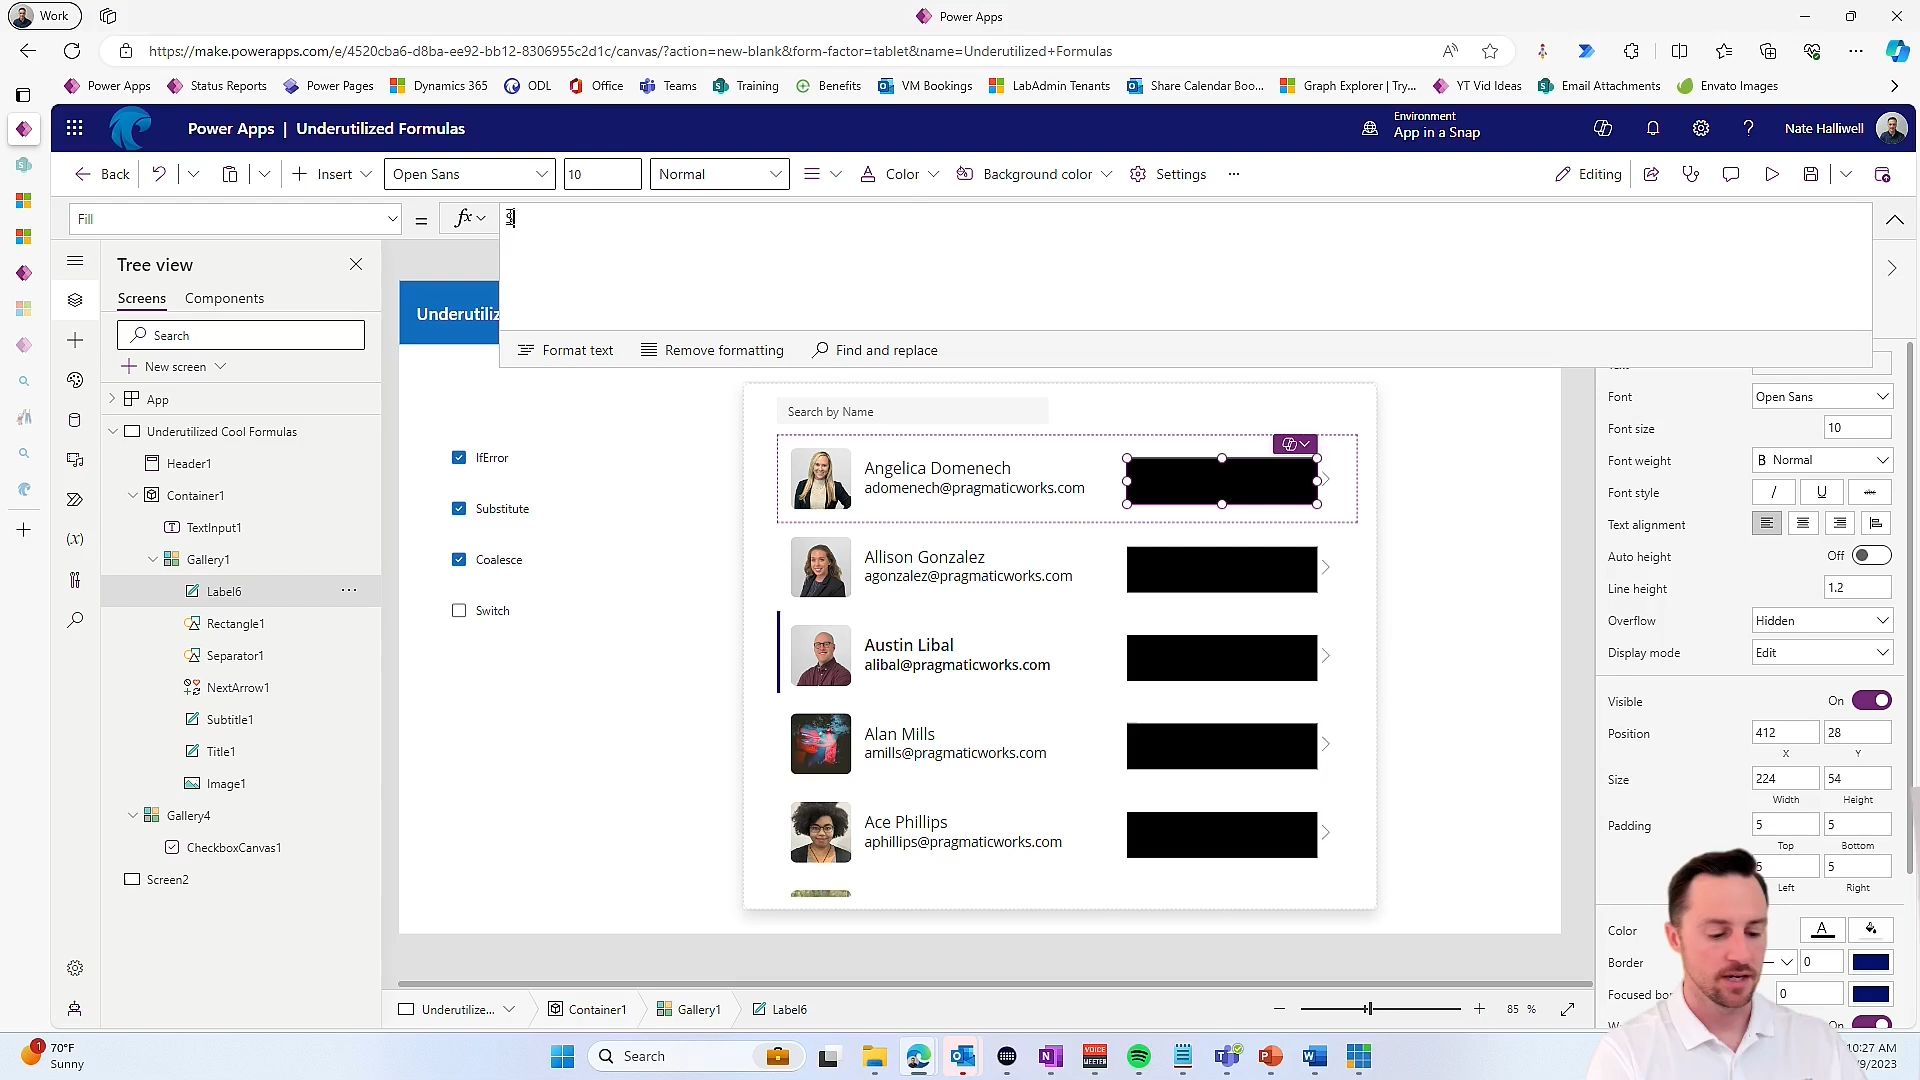 Work
Power Apps
https://make.powerapps.com/e/4520cba6-d8ba-ee92-bb12-8306955c2d1c/canvas/?action=new-blank&form-factor=tablet&name=Underutilized+Formulas
Power Apps Status Reports Power Pages Dynamics 365 ODL Office Teams Training Benefits VM Bookings LabAdmin Tenants Share Calendar Boo... Graph Explorer | Try... YT Vid Ideas Email Attachments Envato Images
Power Apps | Underutilized Formulas
Environment
App in a Snap
Nate Halliwell
Back Insert Open Sans 10 Normal Color Background color Settings ... Editing
Fill = fx
Format text Remove formatting Find and replace
Tree view
Screens Components
Search
New screen
App
Underutilized Cool Formulas
Header1
Container1
TextInput1
Gallery1
Label6
Rectangle1
Separator1
NextArrow1
Subtitle1
Title1
Image1
Gallery4
CheckboxCanvas1
Screen2
Underutiliz
IfError
Substitute
Coalesce
Switch
Search by Name
Angelica Domenech
adomenech@pragmaticworks.com
Allison Gonzalez
agonzalez@pragmaticworks.com
Austin Libal
alibal@pragmaticworks.com
Alan Mills
amills@pragmaticworks.com
Ace Phillips
aphillips@pragmaticworks.com
Font Open Sans
Font size 10
Font weight B Normal
Font style / U
Text alignment
Auto height Off
Line height 1.2
Overflow Hidden
Display mode Edit
Visible On
Position 412 28
X Y
Size 224 54
Width Height
Padding 5 5
Top Bottom
5 5
Left Right
Color A
Border 0
Focused bor 0
On
Underutilize... Container1 Gallery1 Label6 85 %
1 70°F
Sunny
Search
VOICE
MEETER
10:27 AM
/9/2023